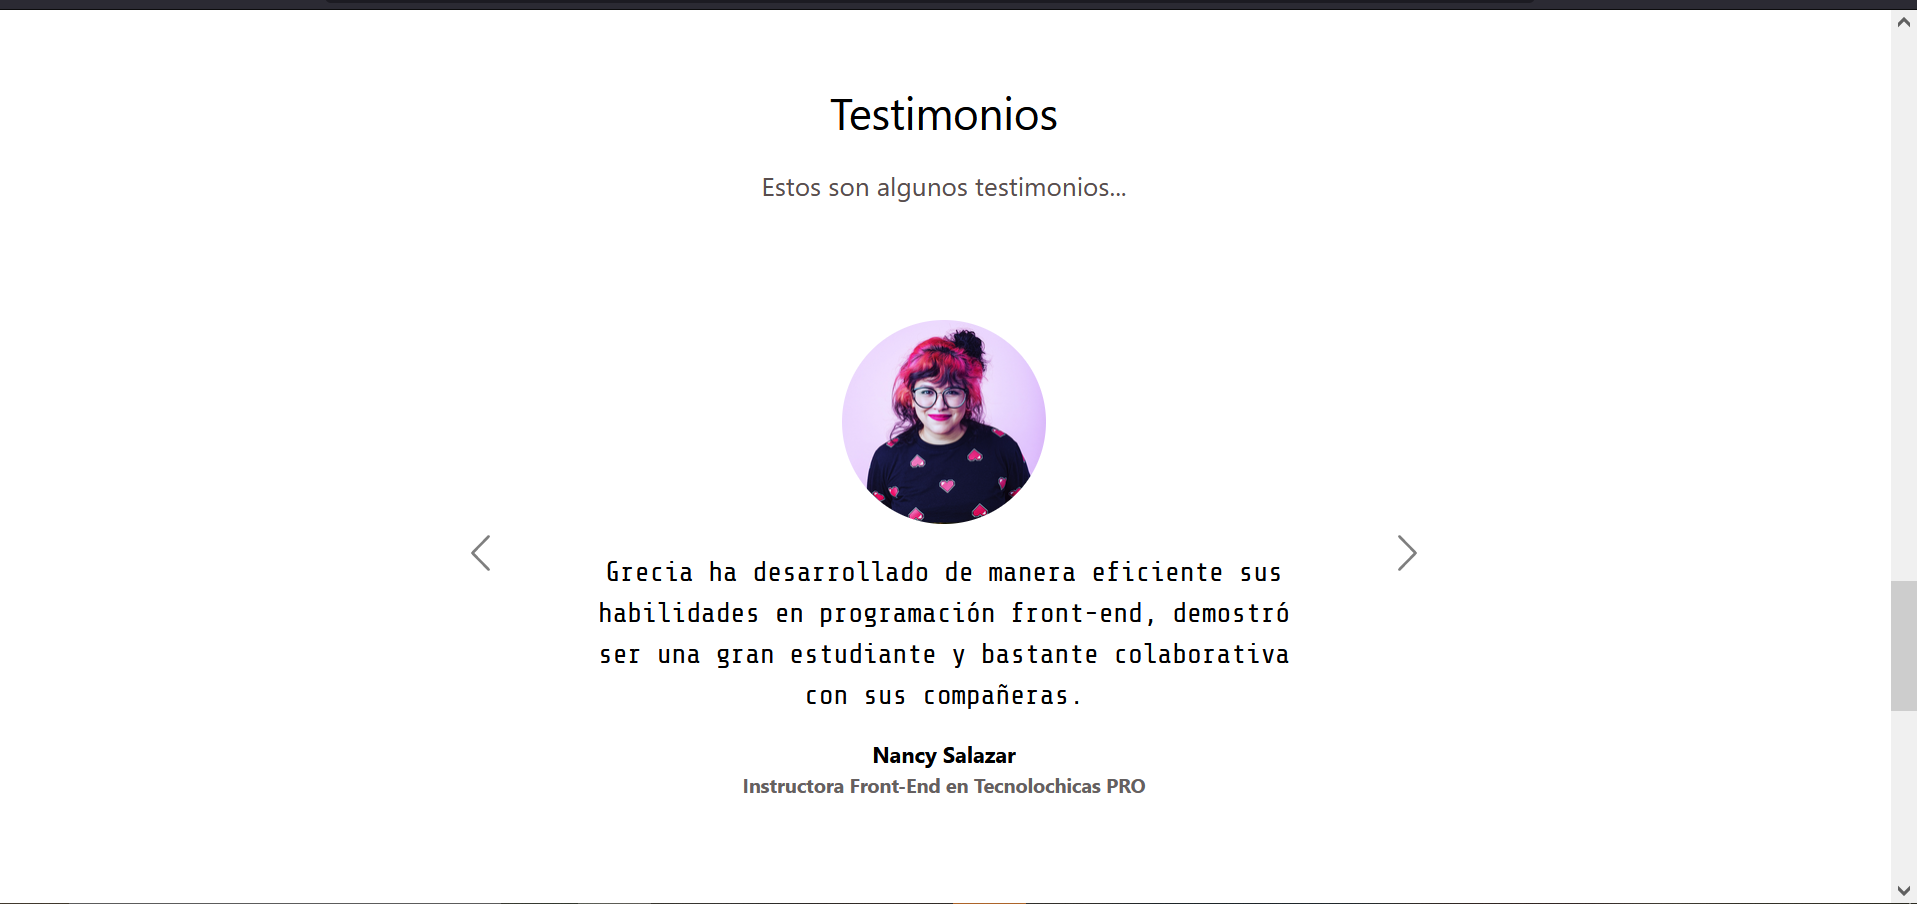 Testimonios
Estos son algunos testimonios...
Grecia ha desarrollado de manera eficiente sus
habilidades en programación front-end, demostró
ser una gran estudiante y bastante colaborativa
con sus compañeras.
Nancy Salazar
Instructora Front-End en Tecnolochicas PRO